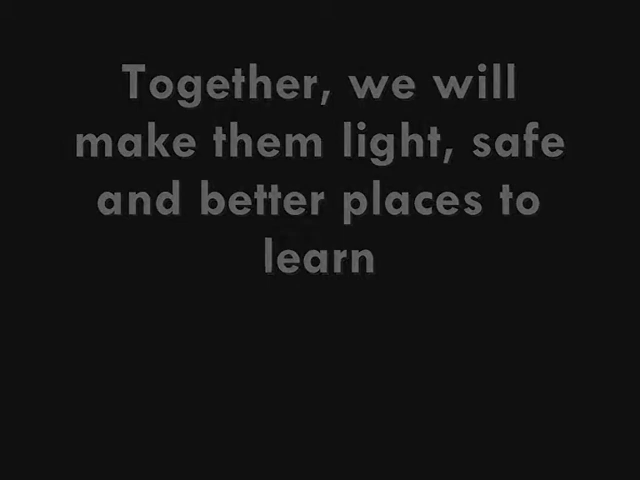 Together, we will
make them light, safe
and better places to
learn